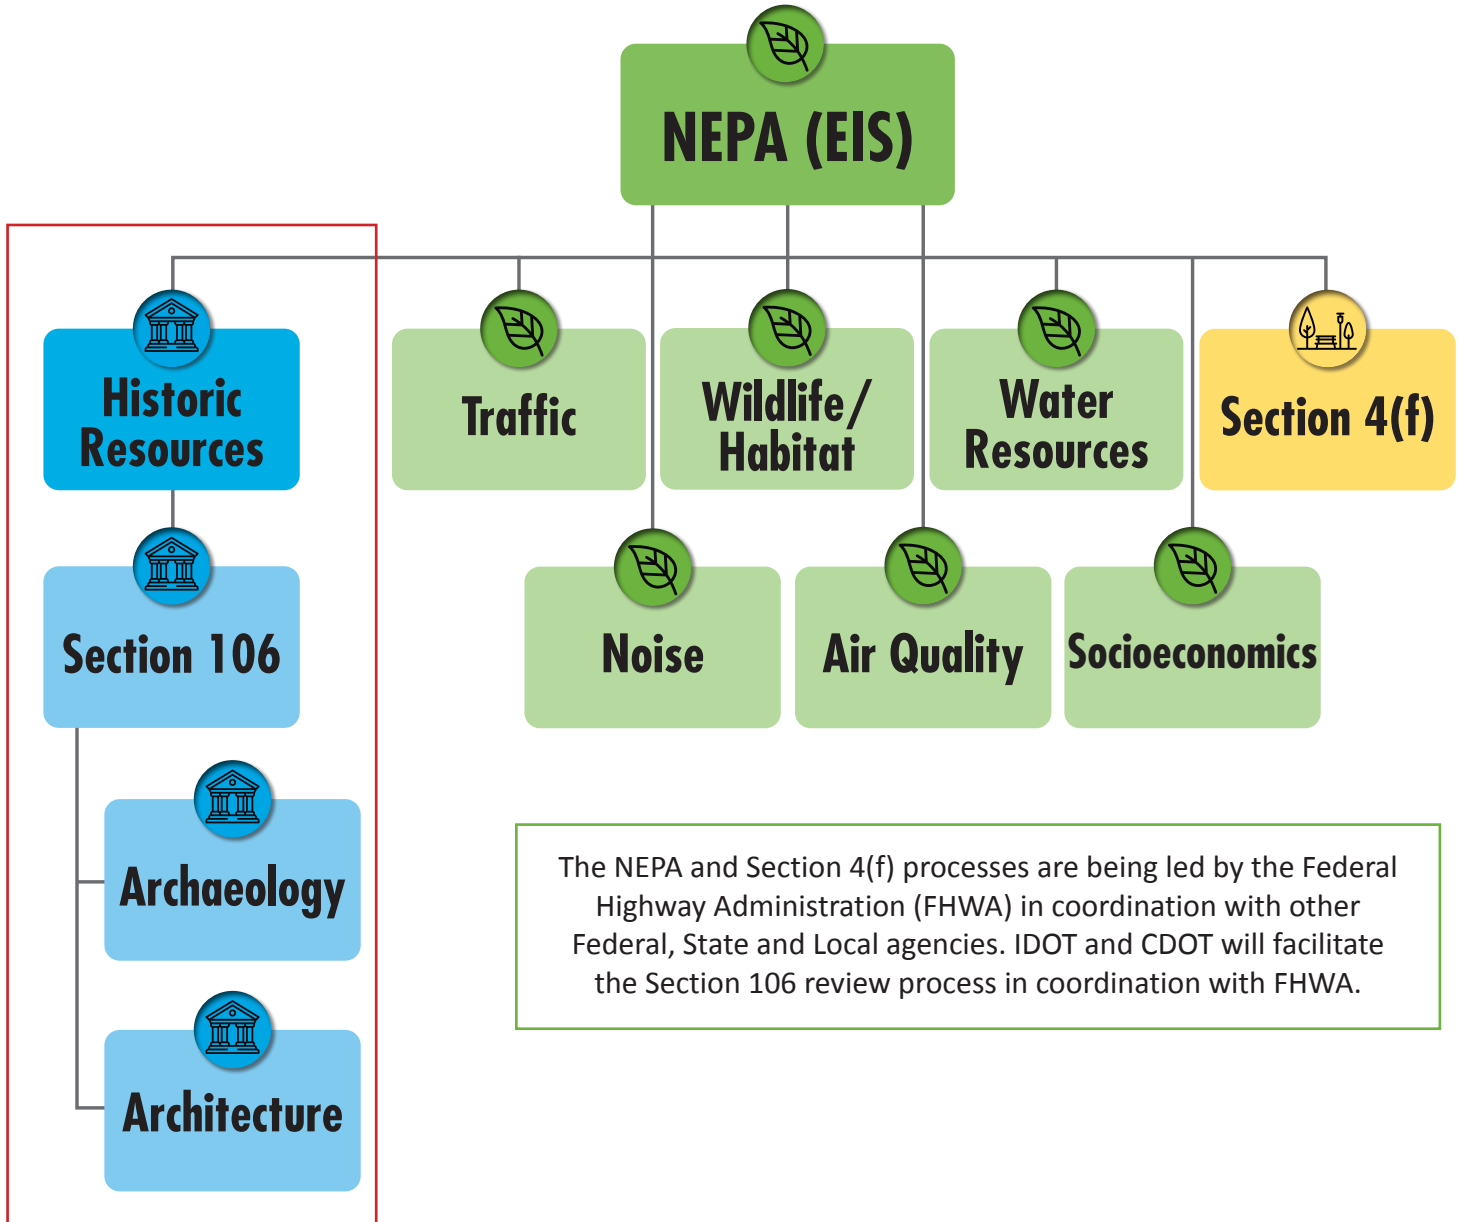 NEPA (EIS)
Historic
Resources
Traffic
Wildlife/
Habitat
Water
Resources
Section 4(f)
Section 106
Noise
Air Quality
Socioeconomics
Archaeology
Architecture
The NEPA and Section 4(f) processes are being led by the Federal
Highway Administration (FHWA) in coordination with other
Federal, State and Local agencies. IDOT and CDOT will facilitate
the Section 106 review process in coordination with FHWA.